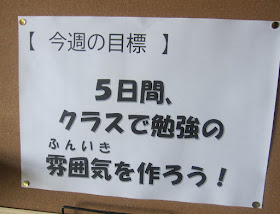 【 今週の目標 】
５日間、
クラスで勉強の
ふんいき
雰囲気を作ろう！